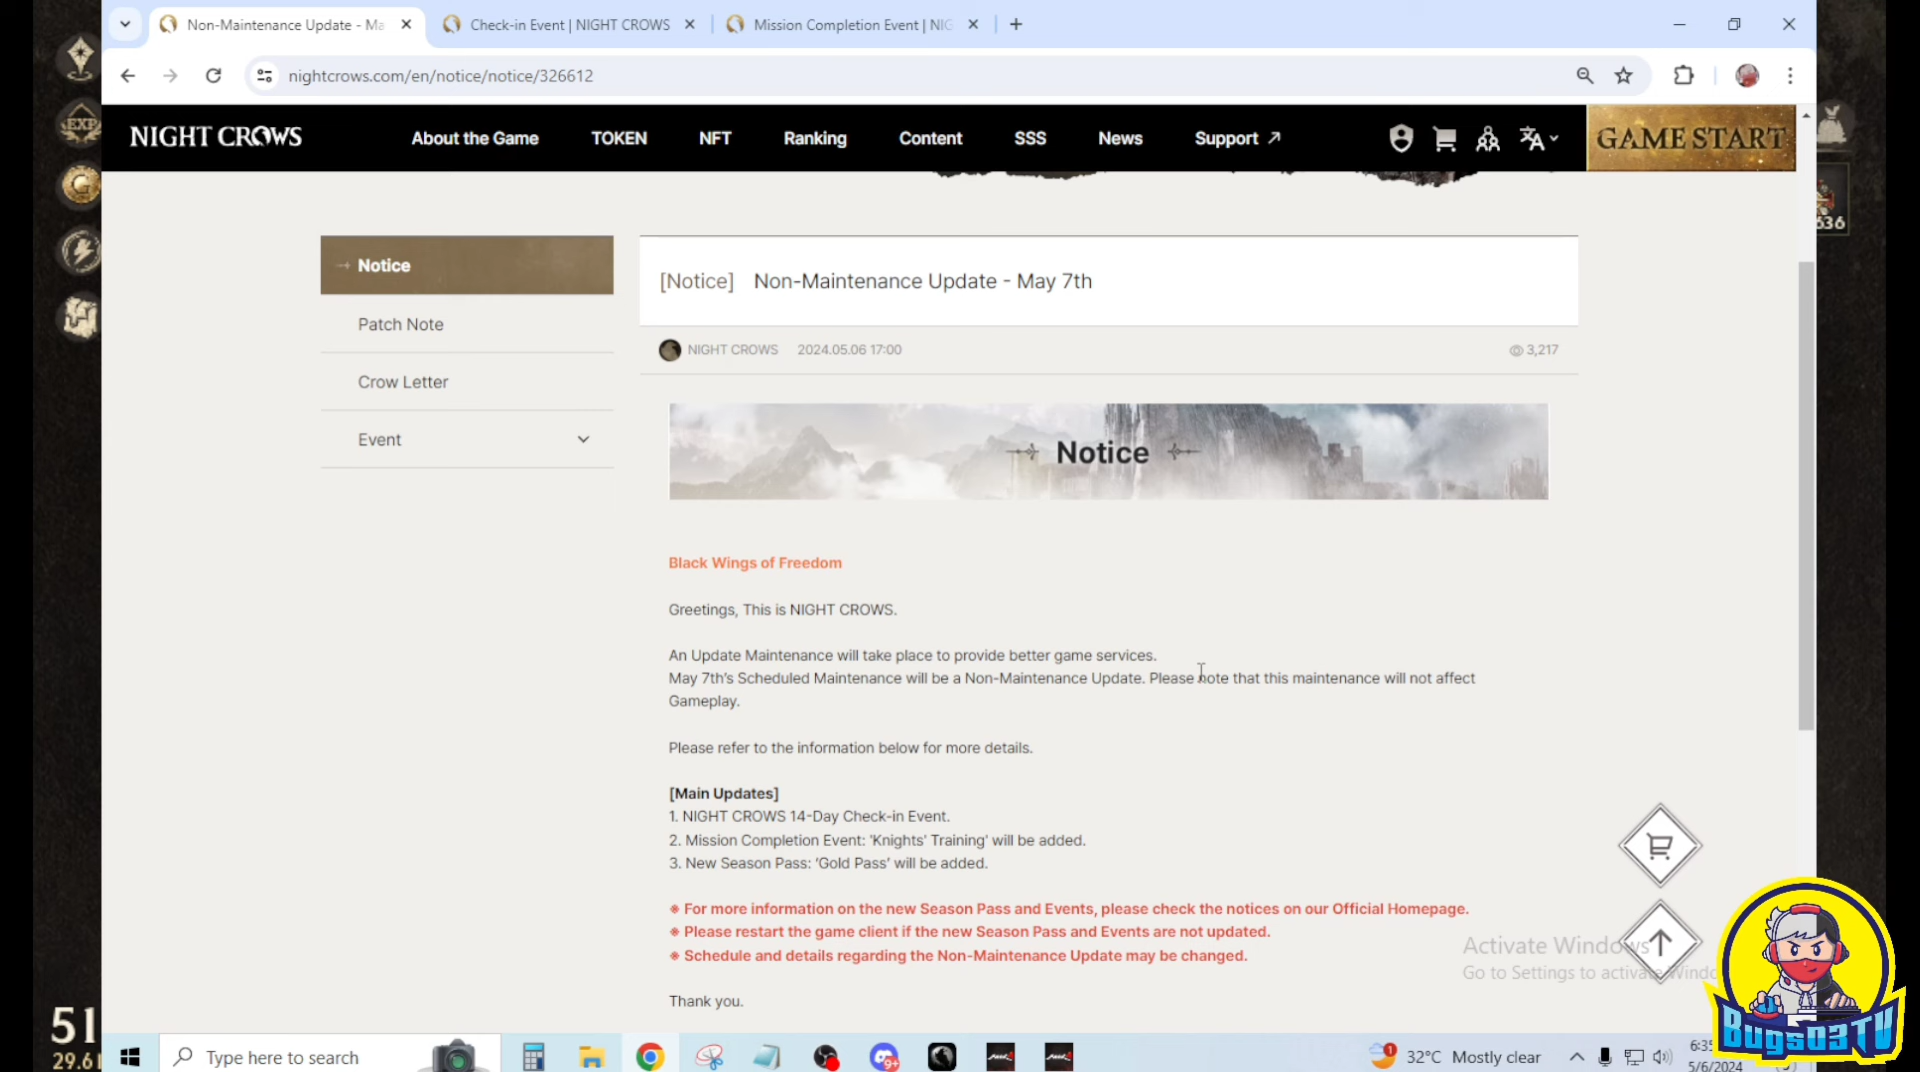 Non-Maintenance Update - Ma
Check-in Event | NIGHT CROWS
Mission Completion Event | NIG
nightcrows.com/en/notice/notice/326612
NIGHT CROWS
About the Game
TOKEN
NFT
Ranking
Content
SSS
News
Support
GAME START
EXP
G
636
Notice
Patch Note
Crow Letter
Event
[Notice] Non-Maintenance Update - May 7th
NIGHT CROWS 2024.05.06 17:00
3,217
Notice
Black Wings of Freedom
Greetings, This is NIGHT CROWS.
An Update Maintenance will take place to provide better game services.
May 7th's Scheduled Maintenance will be a Non-Maintenance Update. Please note that this maintenance will not affect
Gameplay.
Please refer to the information below for more details.
[Main Updates]
1. NIGHT CROWS 14-Day Check-in Event.
2. Mission Completion Event: 'Knights' Training' will be added.
3. New Season Pass: 'Gold Pass' will be added.
※ For more information on the new Season Pass and Events, please check the notices on our Official Homepage.
※ Please restart the game client if the new Season Pass and Events are not updated.
※ Schedule and details regarding the Non-Maintenance Update may be changed.
Thank you.
Activate Windows
Go to Settings to activate Windo
Bugs03TV
51
29.61
Type here to search
9+
1
32°C Mostly clear
6:35
5/6/2024